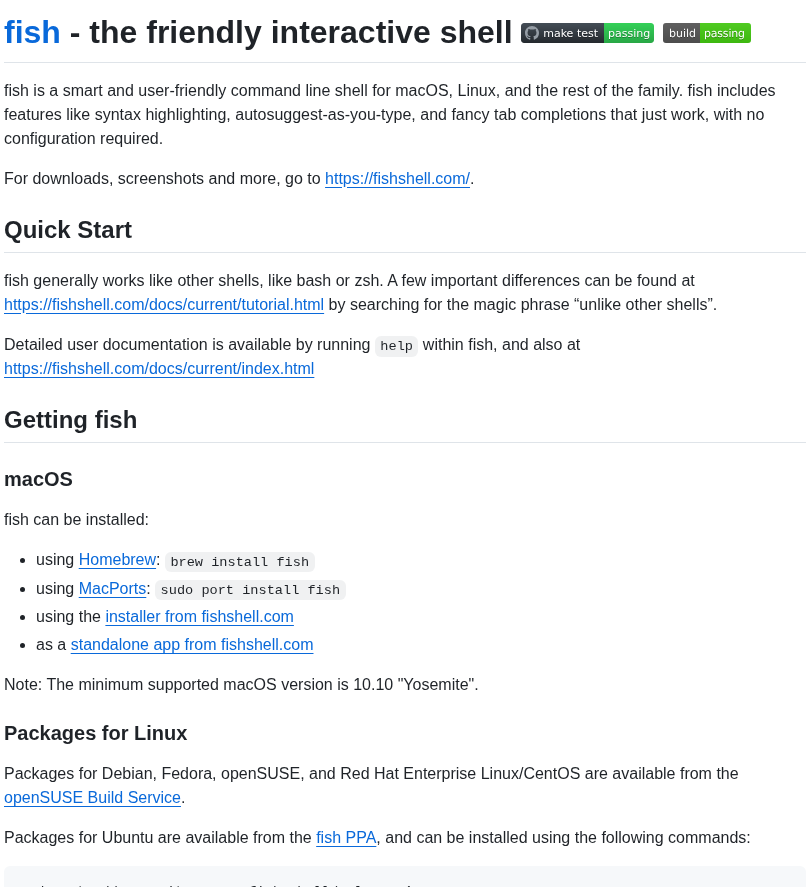 fish - the friendly interactive shell make test passing build passing
fish is a smart and user-friendly command line shell for macOS, Linux, and the rest of the family. fish includes
features like syntax highlighting, autosuggest-as-you-type, and fancy tab completions that just work, with no
configuration required.
For downloads, screenshots and more, go to https://fishshell.com/.
Quick Start
fish generally works like other shells, like bash or zsh. A few important differences can be found at
https://fishshell.com/docs/current/tutorial.html by searching for the magic phrase “unlike other shells”.
Detailed user documentation is available by running help within fish, and also at
https://fishshell.com/docs/current/index.html
Getting fish
macOS
fish can be installed:
• using Homebrew: brew install fish
• using MacPorts: sudo port install fish
• using the installer from fishshell.com
• as a standalone app from fishshell.com
Note: The minimum supported macOS version is 10.10 "Yosemite".
Packages for Linux
Packages for Debian, Fedora, openSUSE, and Red Hat Enterprise Linux/CentOS are available from the
openSUSE Build Service.
Packages for Ubuntu are available from the fish PPA, and can be installed using the following commands: